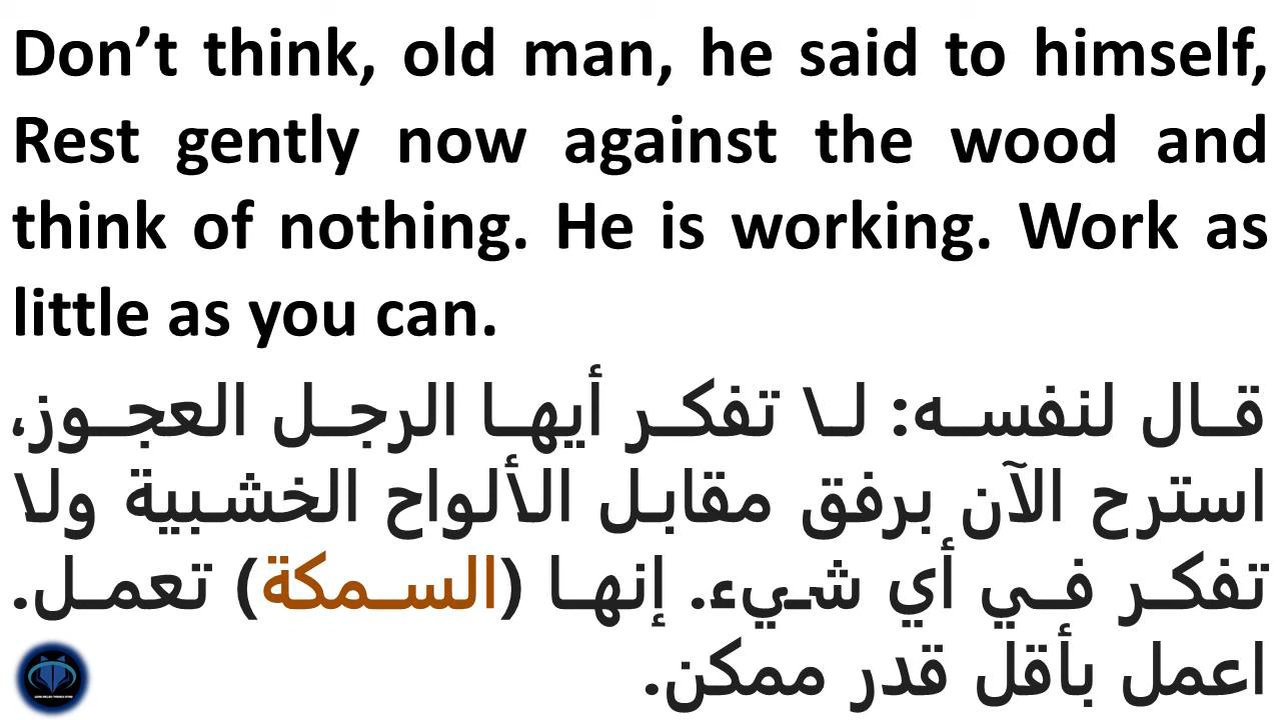 Don’t think, old man, he said to himself,
Rest gently now against the wood and
think of nothing. He is working. Work as
little as you can.
قال لنفسه: لا تفكر أيها الرجل العجوز،
استرح الآن برفق مقابل الألواح الخشبية ولا
تفكر في أي شيء. إنها (السمكة) تعمل.
اعمل بأقل قدر ممكن.